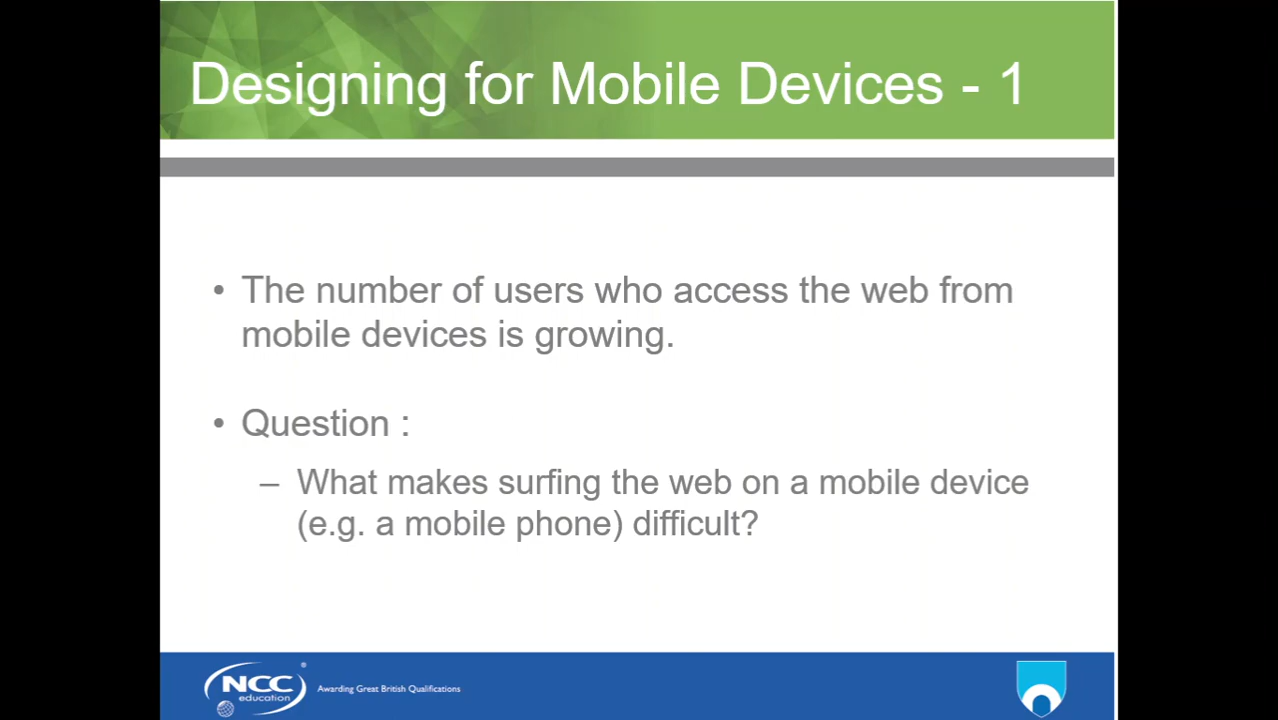 Designing for Mobile Devices - 1
• The number of users who access the web from
mobile devices is growing.
• Question :
– What makes surfing the web on a mobile device
(e.g. a mobile phone) difficult?
NCC
education
®
Awarding Great British Qualifications